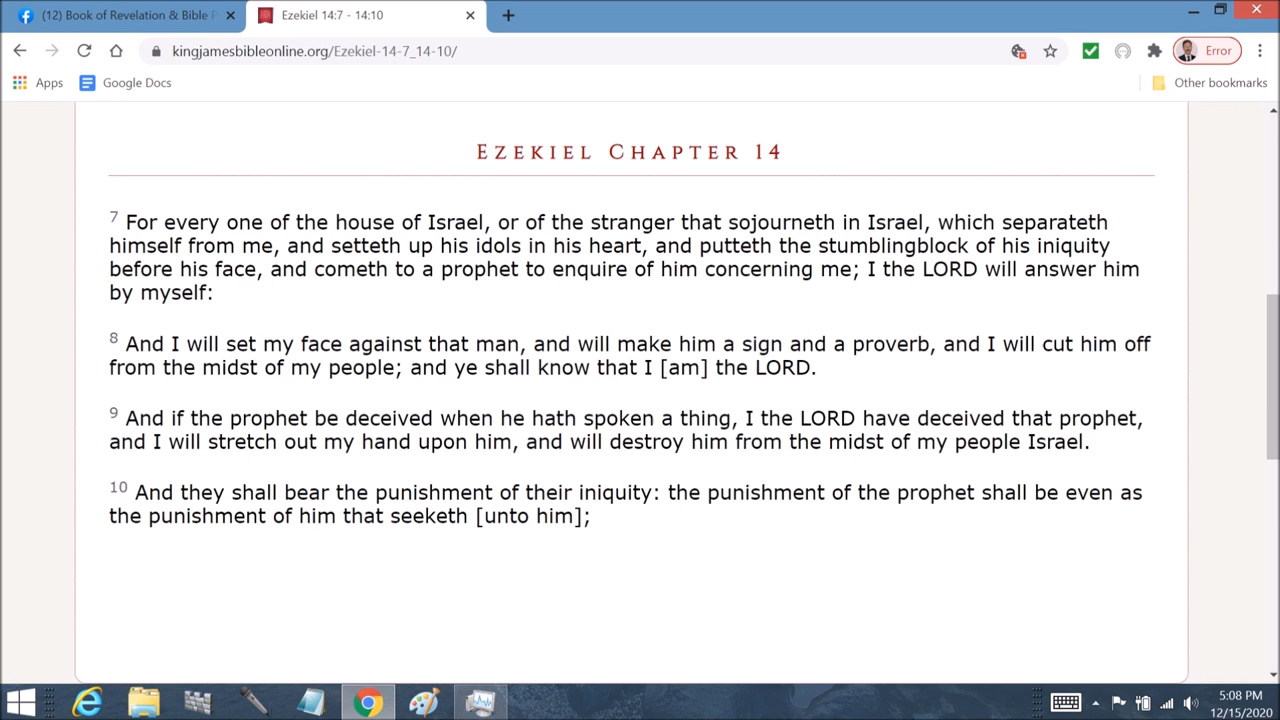 (12) Book of Revelation & Bible P
Ezekiel 14:7 - 14:10
kingjamesbibleonline.org/Ezekiel-14-7_14-10/
Error
Apps
Google Docs
Other bookmarks
EZEKIEL CHAPTER 14
7 For every one of the house of Israel, or of the stranger that sojourneth in Israel, which separateth
himself from me, and setteth up his idols in his heart, and putteth the stumblingblock of his iniquity
before his face, and cometh to a prophet to enquire of him concerning me; I the LORD will answer him
by myself:
8 And I will set my face against that man, and will make him a sign and a proverb, and I will cut him off
from the midst of my people; and ye shall know that I [am] the LORD.
9 And if the prophet be deceived when he hath spoken a thing, I the LORD have deceived that prophet,
and I will stretch out my hand upon him, and will destroy him from the midst of my people Israel.
10 And they shall bear the punishment of their iniquity: the punishment of the prophet shall be even as
the punishment of him that seeketh [unto him];
5:08 PM
12/15/2020